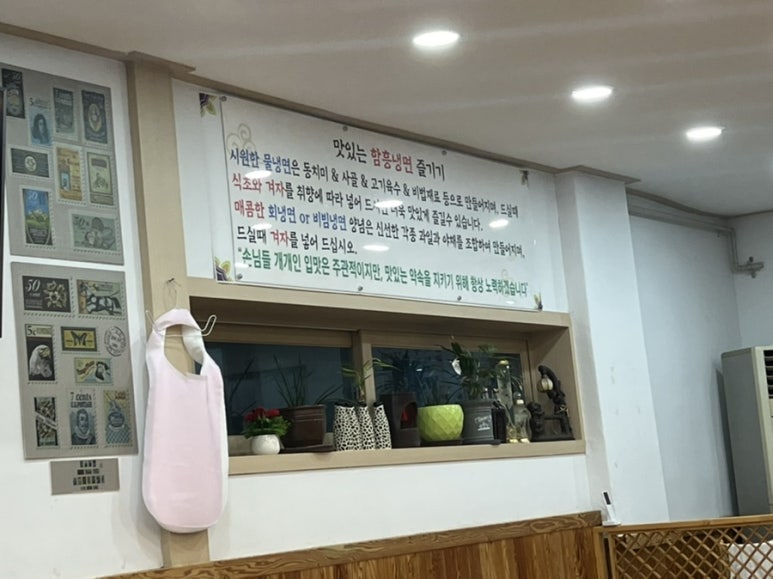 맛있는 함흥냉면 즐기기
시원한 물냉면은 동치미 & 사골 & 고기육수 & 비법재료 등으로 만들어지며, 드실때
식초와 겨자를 취향에 따라 넣어 더욱 맛있게 즐길수 있습니다.
매콤한 회냉면 or 비빔냉면 양념은 신선한 각종 과일과 야채를 조합하여 만들어지며,
드실때 겨자를 넣어 드십시오.
"손님들 개개인 입맛은 주관적이지만, 맛있는 약속을 지키기 위해 항상 노력하겠습니다"
50
5c
7 cents